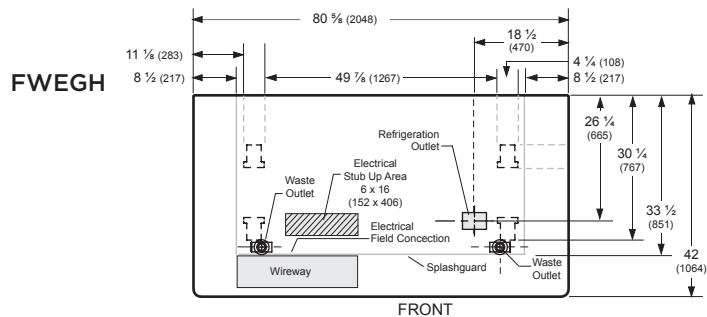 80 ⅝ (2048)
18 ½
(470)
11 ⅛ (283)
4 ¼ (108)
8 ½ (217)
49 ⅞ (1267)
8 ½ (217)
FWEGH
26 ¼
(665)
Refrigeration
Outlet
30 ¼
(767)
Electrical
Stub Up Area
6 x 16
(152 x 406)
Waste
Outlet
33 ½
(851)
Electrical
Field Concection
42
(1064)
Wireway
Splashguard
Waste
Outlet
FRONT